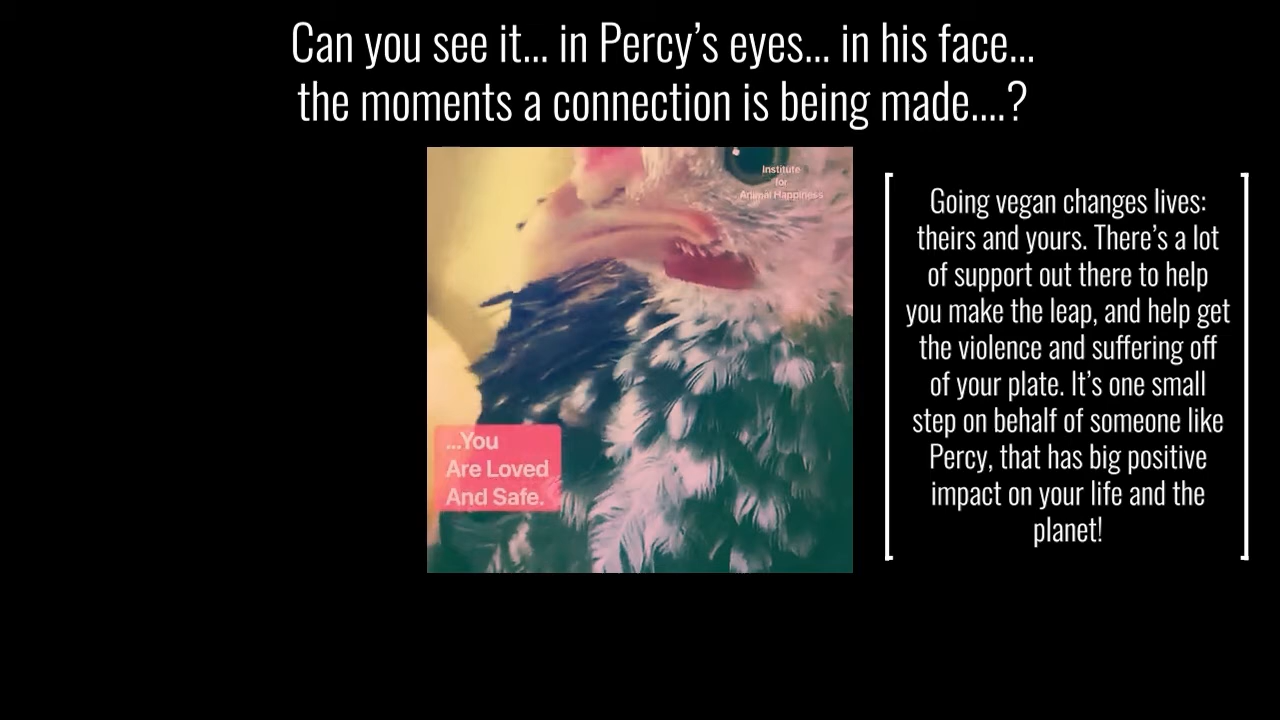 Can you see it... in Percy’s eyes... in his face...
the moments a connection is being made....?
Institute
for
Animal Happiness
...You
Are Loved
And Safe.
Going vegan changes lives:
theirs and yours. There’s a lot
of support out there to help
you make the leap, and help get
the violence and suffering off
of your plate. It’s one small
step on behalf of someone like
Percy, that has big positive
impact on your life and the
planet!